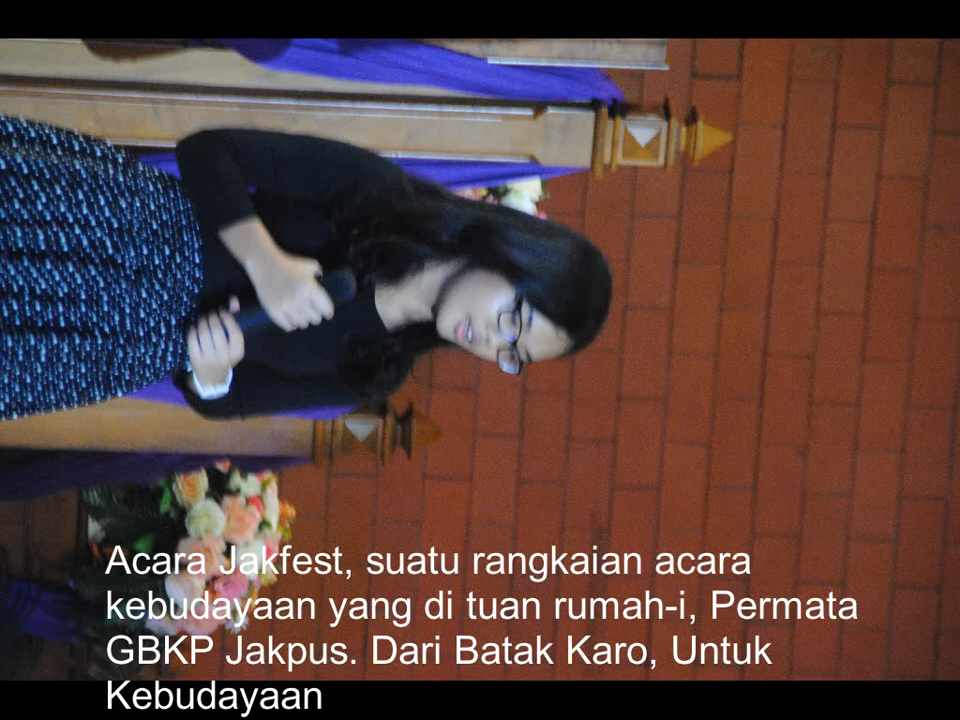 Acara Jakfest, suatu rangkaian acara
kebudayaan yang di tuan rumah-i, Permata
GBKP Jakpus. Dari Batak Karo, Untuk
Kebudayaan